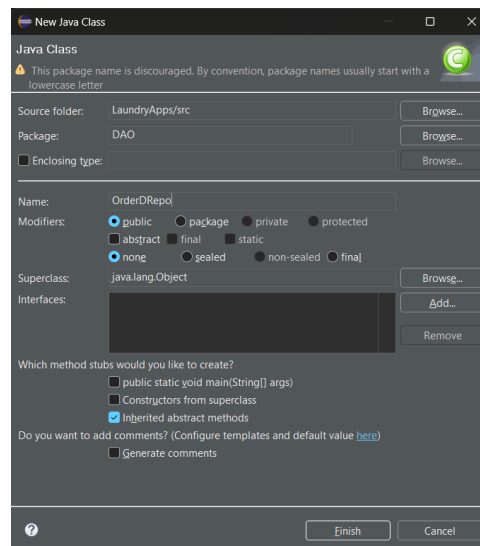 New Java Class
Java Class
This package name is discouraged. By convention, package names usually start with a
lowercase letter
Source folder: LaundryApps/src Browse...
Package: DAO Browse...
Enclosing type: Browse...
Name: OrderDRepo
Modifiers: public package private protected
abstract final static
none sealed non-sealed final
Superclass: java.lang.Object Browse...
Interfaces: Add...
Remove
Which method stubs would you like to create?
public static void main(String[] args)
Constructors from superclass
Inherited abstract methods
Do you want to add comments? (Configure templates and default value here)
Generate comments
? Finish Cancel